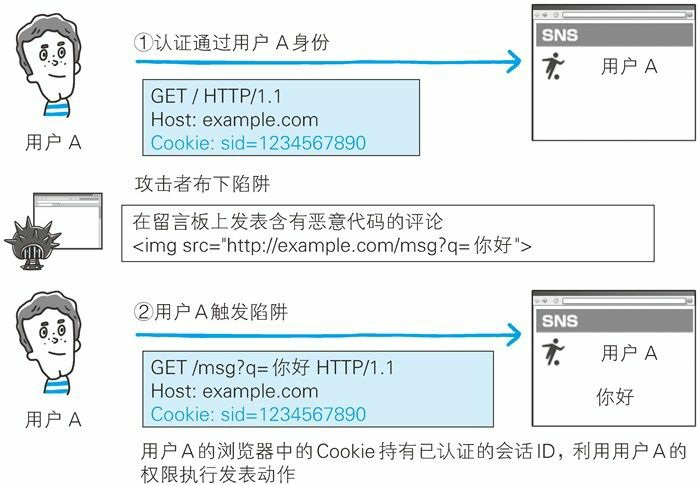 ①认证通过用户 A 身份
SNS
用户 A
GET / HTTP/1.1
Host: example.com
Cookie: sid=1234567890
用户 A
攻击者布下陷阱
在留言板上发表含有恶意代码的评论
<img src="http://example.com/msg?q= 你好">
②用户 A 触发陷阱
SNS
用户 A
你好
GET /msg?q= 你好 HTTP/1.1
Host: example.com
Cookie: sid=1234567890
用户 A
用户 A 的浏览器中的 Cookie 持有已认证的会话 ID，利用用户 A 的
权限执行发表动作